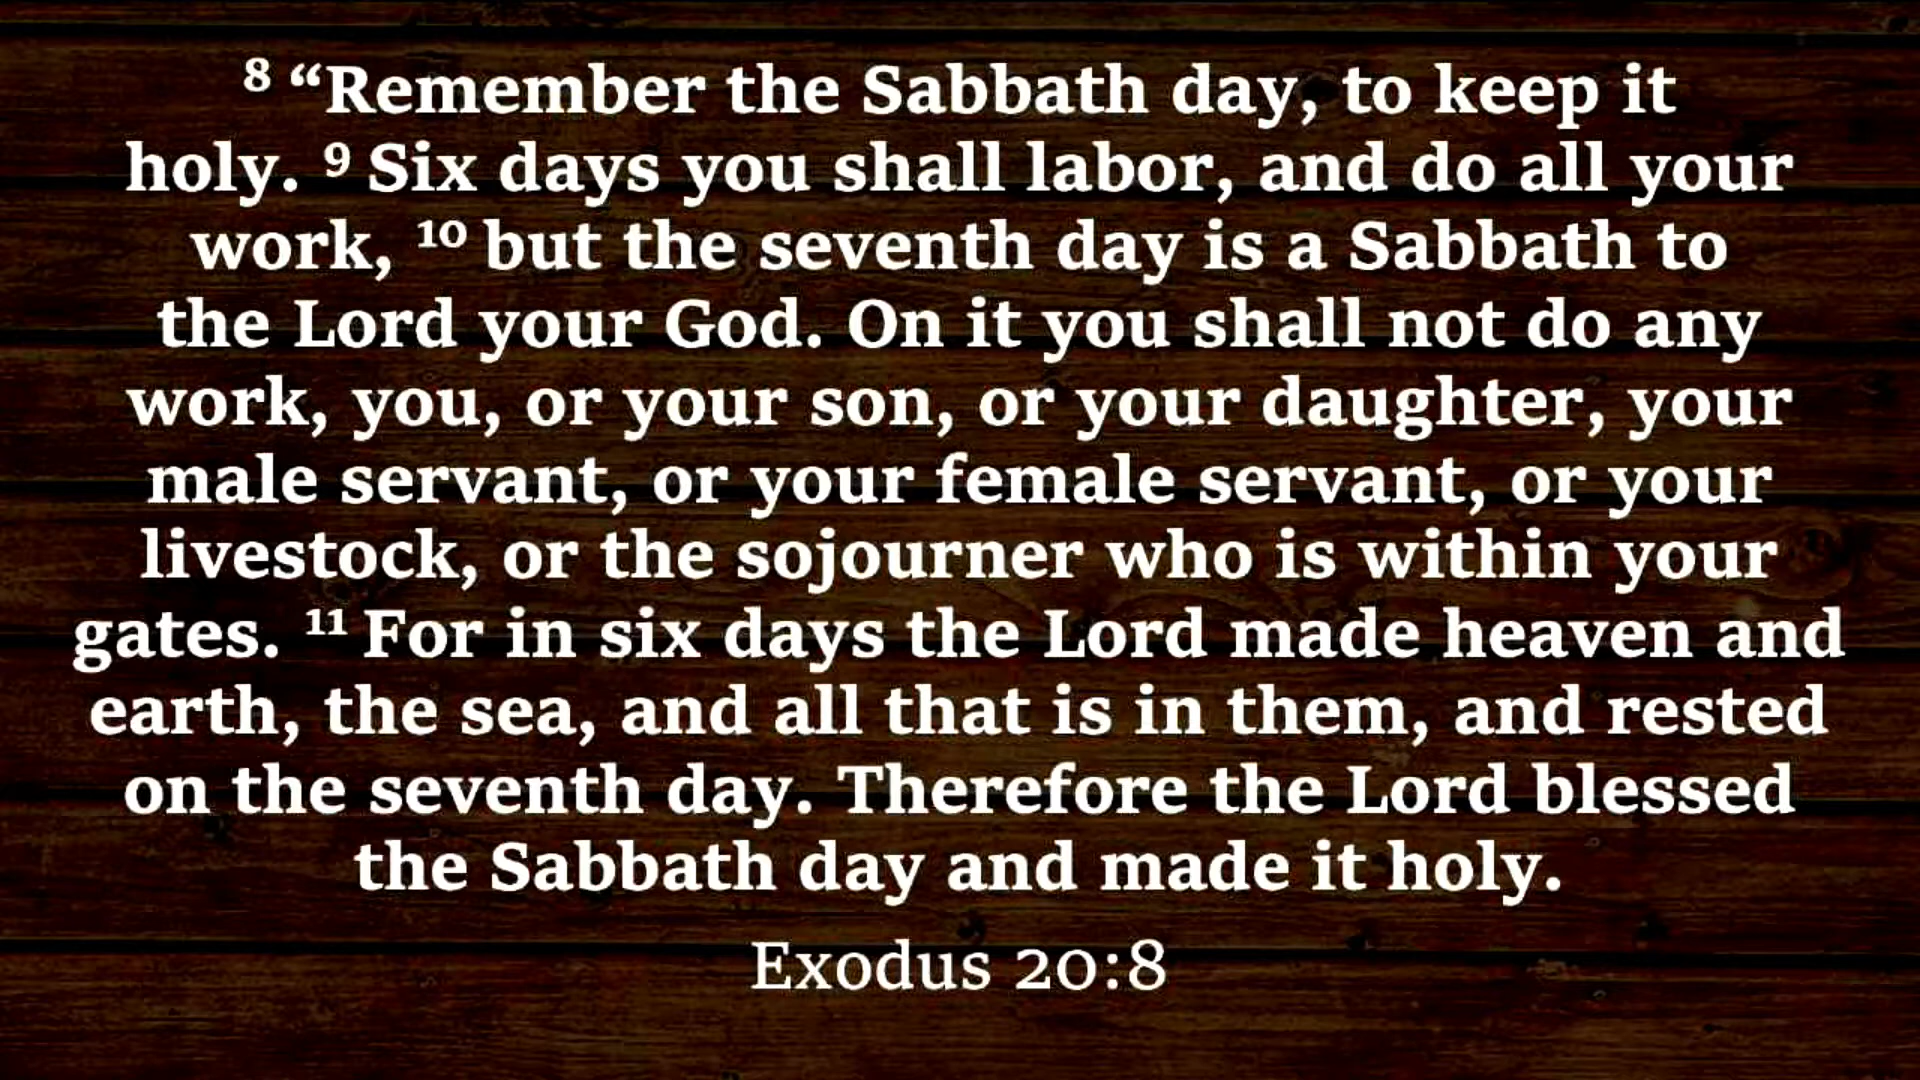 8 “Remember the Sabbath day, to keep it
holy. 9 Six days you shall labor, and do all your
work, 10 but the seventh day is a Sabbath to
the Lord your God. On it you shall not do any
work, you, or your son, or your daughter, your
male servant, or your female servant, or your
livestock, or the sojourner who is within your
gates. 11 For in six days the Lord made heaven and
earth, the sea, and all that is in them, and rested
on the seventh day. Therefore the Lord blessed
the Sabbath day and made it holy.
Exodus 20:8